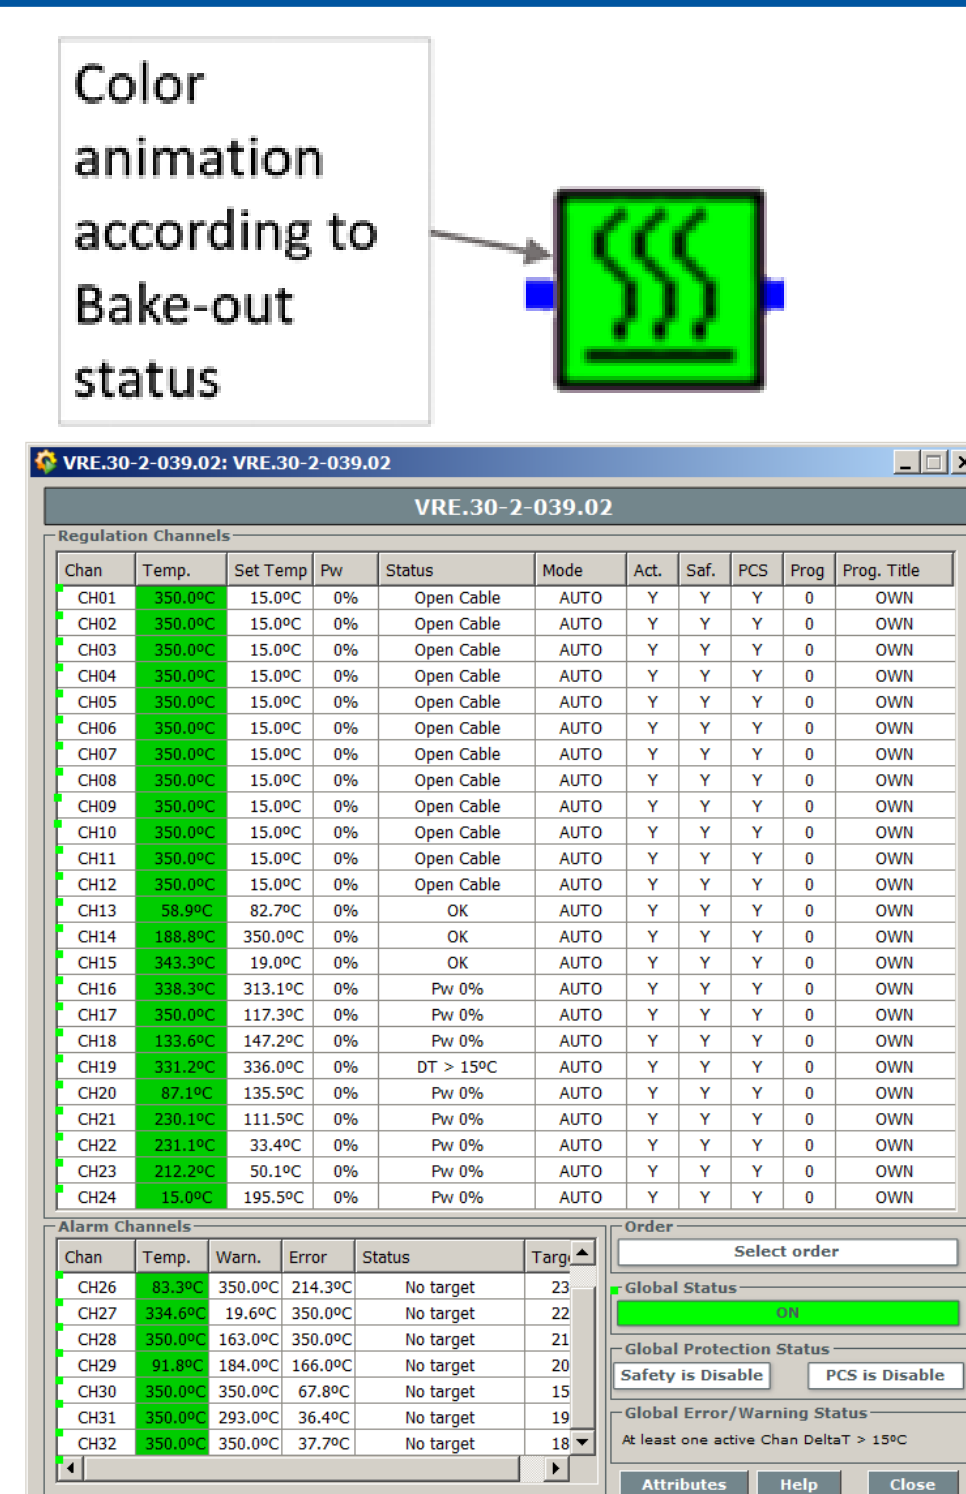 Color
animation
according to
Bake-out
status
VRE.30-2-039.02: VRE.30-2-039.02
VRE.30-2-039.02
Regulation Channels
Chan Temp. Set Temp Pw Status Mode Act. Saf. PCS Prog Prog. Title
CH01 350.0ºC 15.0ºC 0% Open Cable AUTO Y Y Y 0 OWN
CH02 350.0ºC 15.0ºC 0% Open Cable AUTO Y Y Y 0 OWN
CH03 350.0ºC 15.0ºC 0% Open Cable AUTO Y Y Y 0 OWN
CH04 350.0ºC 15.0ºC 0% Open Cable AUTO Y Y Y 0 OWN
CH05 350.0ºC 15.0ºC 0% Open Cable AUTO Y Y Y 0 OWN
CH06 350.0ºC 15.0ºC 0% Open Cable AUTO Y Y Y 0 OWN
CH07 350.0ºC 15.0ºC 0% Open Cable AUTO Y Y Y 0 OWN
CH08 350.0ºC 15.0ºC 0% Open Cable AUTO Y Y Y 0 OWN
CH09 350.0ºC 15.0ºC 0% Open Cable AUTO Y Y Y 0 OWN
CH10 350.0ºC 15.0ºC 0% Open Cable AUTO Y Y Y 0 OWN
CH11 350.0ºC 15.0ºC 0% Open Cable AUTO Y Y Y 0 OWN
CH12 350.0ºC 15.0ºC 0% Open Cable AUTO Y Y Y 0 OWN
CH13 58.9ºC 82.7ºC 0% OK AUTO Y Y Y 0 OWN
CH14 188.8ºC 350.0ºC 0% OK AUTO Y Y Y 0 OWN
CH15 343.3ºC 19.0ºC 0% OK AUTO Y Y Y 0 OWN
CH16 338.3ºC 313.1ºC 0% Pw 0% AUTO Y Y Y 0 OWN
CH17 350.0ºC 117.3ºC 0% Pw 0% AUTO Y Y Y 0 OWN
CH18 133.6ºC 147.2ºC 0% Pw 0% AUTO Y Y Y 0 OWN
CH19 331.2ºC 336.0ºC 0% DT > 15ºC AUTO Y Y Y 0 OWN
CH20 87.1ºC 135.5ºC 0% Pw 0% AUTO Y Y Y 0 OWN
CH21 230.1ºC 111.5ºC 0% Pw 0% AUTO Y Y Y 0 OWN
CH22 231.1ºC 33.4ºC 0% Pw 0% AUTO Y Y Y 0 OWN
CH23 212.2ºC 50.1ºC 0% Pw 0% AUTO Y Y Y 0 OWN
CH24 15.0ºC 195.5ºC 0% Pw 0% AUTO Y Y Y 0 OWN
Alarm Channels
Chan Temp. Warn. Error Status Targ
CH26 83.3ºC 350.0ºC 214.3ºC No target 23
CH27 334.6ºC 19.6ºC 350.0ºC No target 22
CH28 350.0ºC 163.0ºC 350.0ºC No target 21
CH29 91.8ºC 184.0ºC 166.0ºC No target 20
CH30 350.0ºC 350.0ºC 67.8ºC No target 15
CH31 350.0ºC 293.0ºC 36.4ºC No target 19
CH32 350.0ºC 350.0ºC 37.7ºC No target 18
Order
Select order
Global Status
ON
Global Protection Status
Safety is Disable PCS is Disable
Global Error/Warning Status
At least one active Chan DeltaT > 15ºC
Attributes Help Close